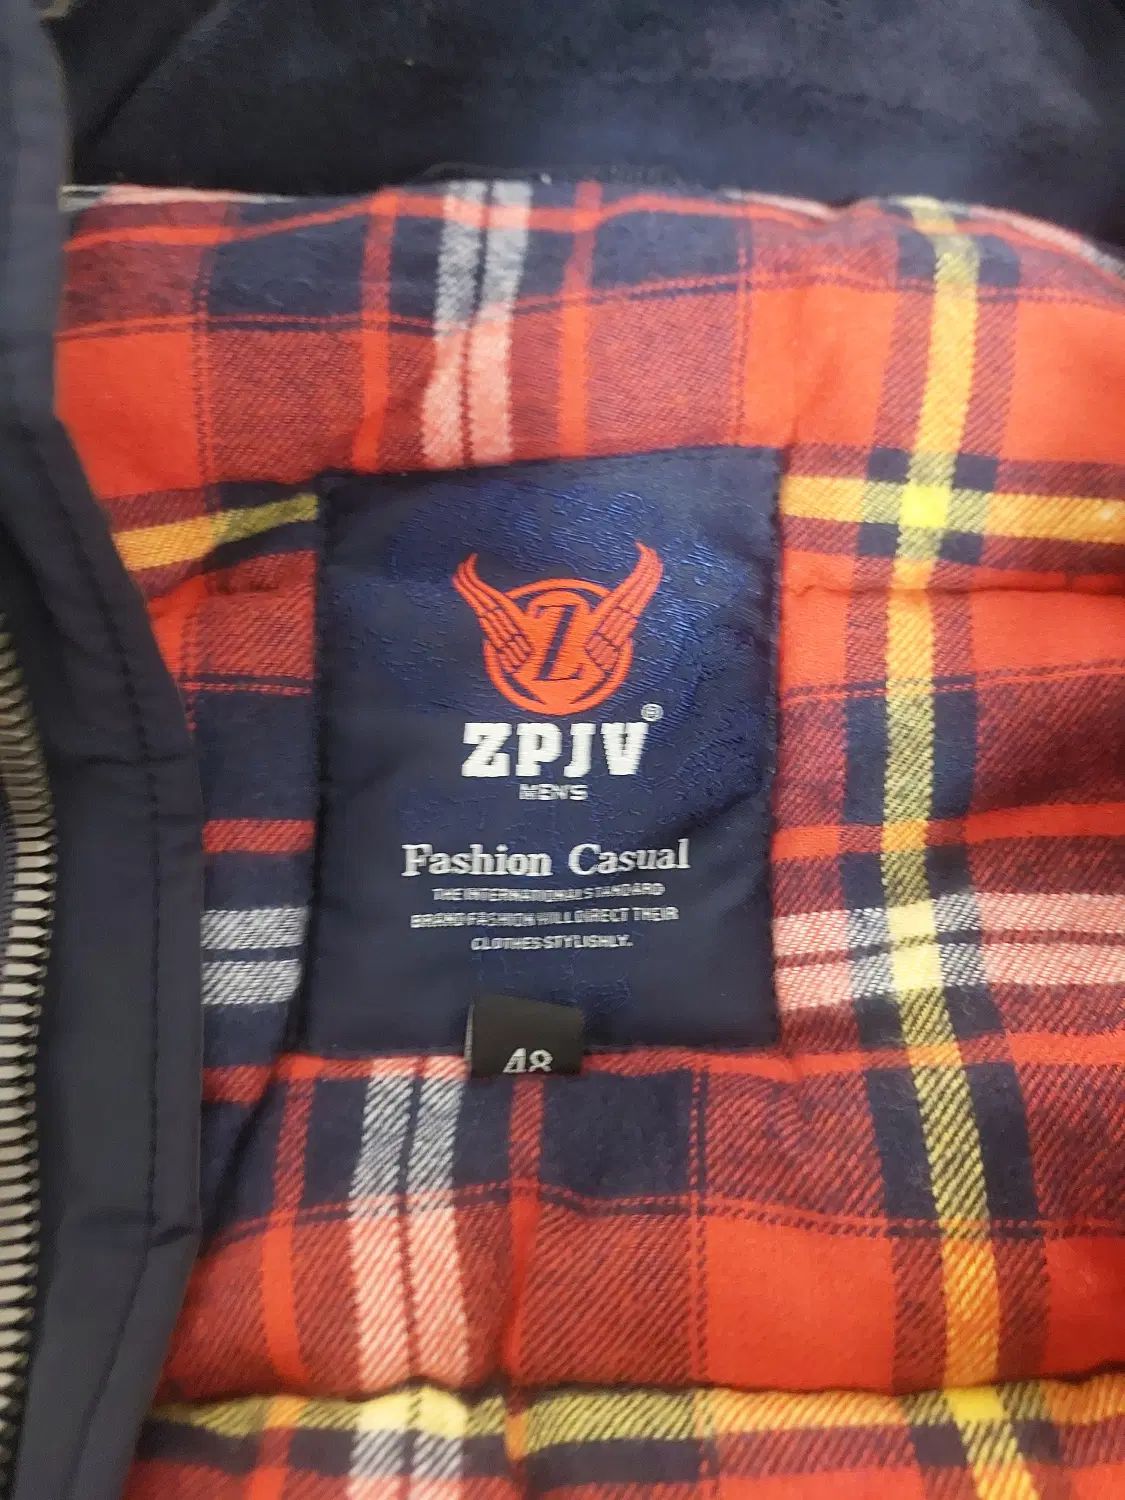 Z
ZPJV®
MEN'S
Fashion Casual
THE INTERNATIONAL STANDARD
BRAND FASHION WILL DIRECT THEIR
CLOTHES STYLISHLY.
48